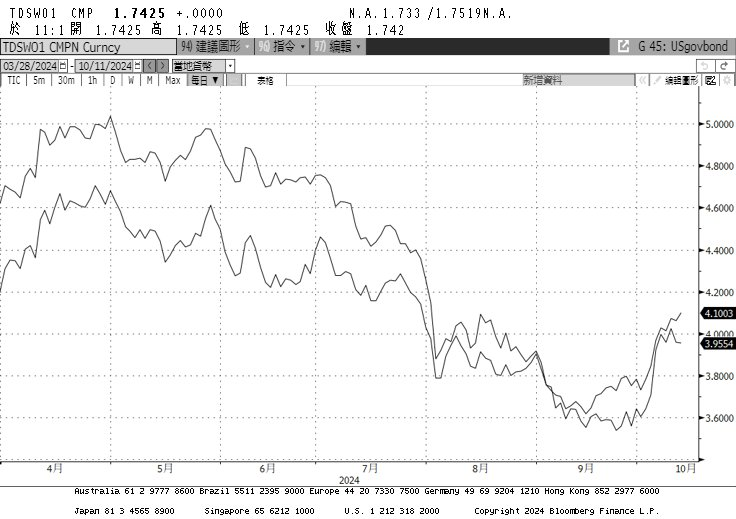 TDSWO1 CMP 1.7425 +.0000 N.A.1.733 /1.7519N.A.
於 11:1 開 1.7425 高 1.7425 低 1.7425 收盤 1.742
TDSWO1 CMPN Curncy 94) 建議圖形 96) 指令 97) 編輯 G 45: USgovbond
03/28/2024 - 10/11/2024 < > 當地貨幣
TIC 5m 30m 1h D W M Max 每日 ▼ 表格 新增資料 « 編輯圖形
5.0000
4.8000
4.6000
4.4000
4.2000
4.1003
4.0000
3.9554
3.8000
3.6000
4月 5月 6月 7月 8月 9月 10月
2024
Australia 61 2 9777 8600 Brazil 5511 2395 9000 Europe 44 20 7330 7500 Germany 49 69 9204 1210 Hong Kong 852 2977 6000
Japan 81 3 4565 8900 Singapore 65 6212 1000 U.S. 1 212 318 2000 Copyright 2024 Bloomberg Finance L.P.